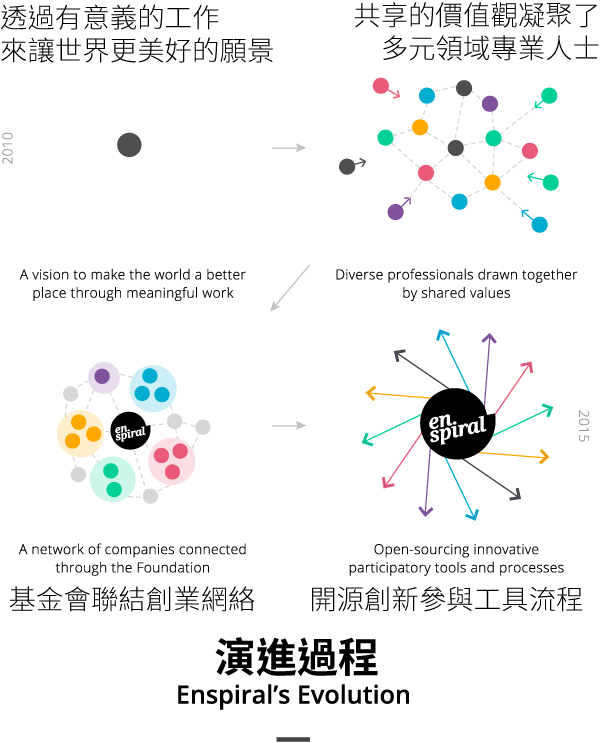 透過有意義的工作
來讓世界更美好的願景
共享的價值觀凝聚了
多元領域專業人士
2010
A vision to make the world a better
place through meaningful work
Diverse professionals drawn together
by shared values
en
spiral
en
spiral
2015
A network of companies connected
through the Foundation
基金會聯結創業網絡
Open-sourcing innovative
participatory tools and processes
開源創新參與工具流程
演進過程
Enspiral's Evolution